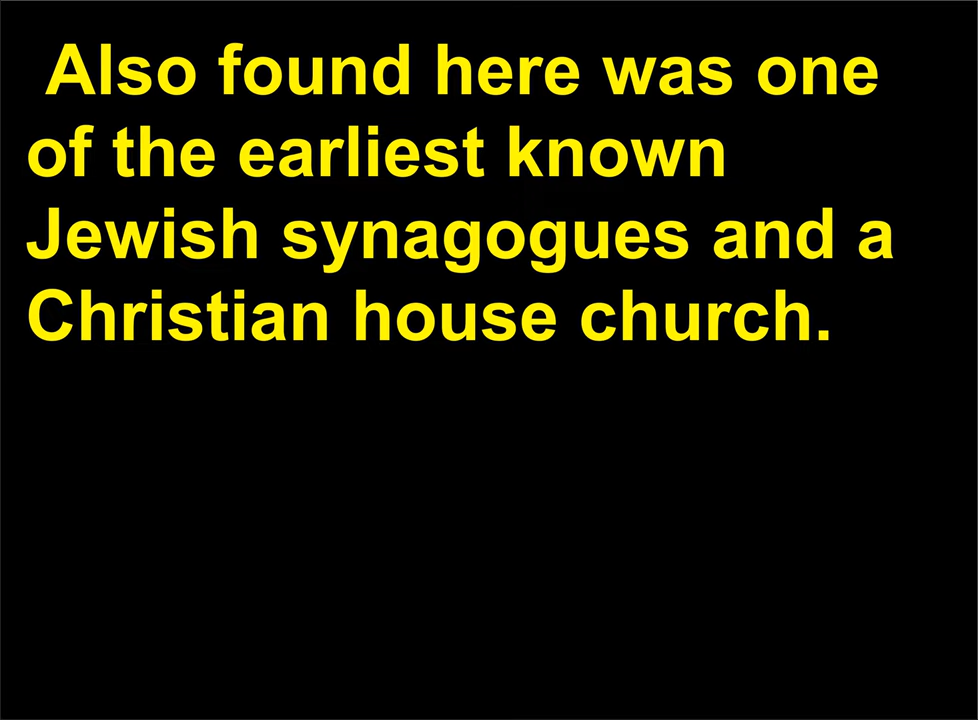 Also found here was one
of the earliest known
Jewish synagogues and a
Christian house church.